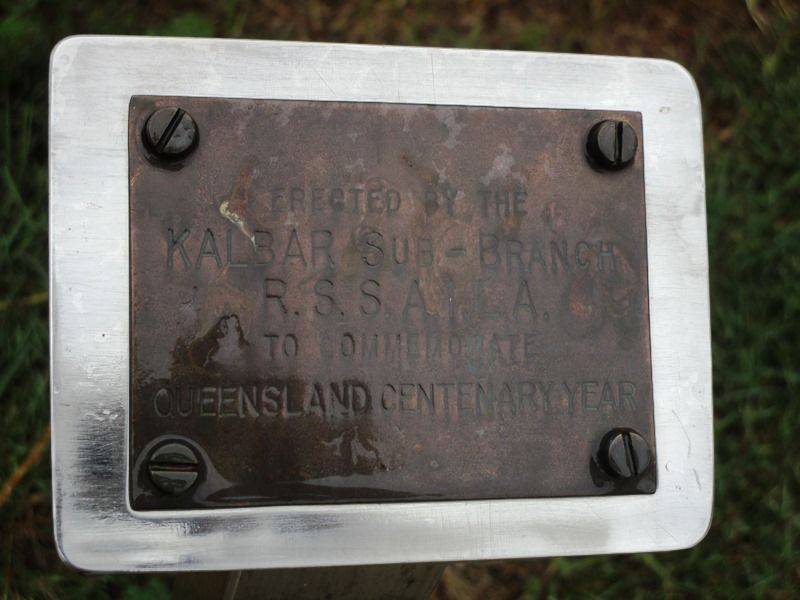 ERECTED BY THE
KALBAR SUB-BRANCH
R.S.S.A.I.L.A.
TO COMMEMORATE
QUEENSLAND CENTENARY YEAR